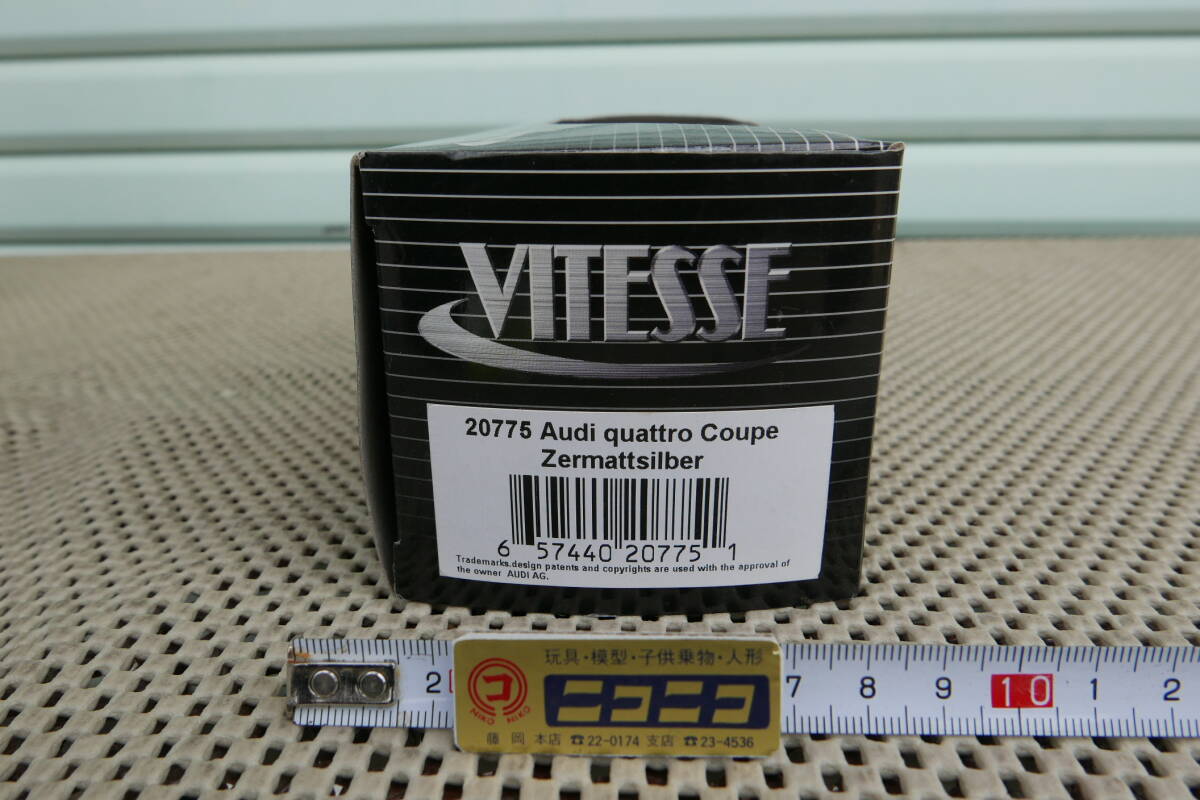 VITESSE
20775 Audi quattro Coupe
Zermattsilber
6 57440 20775 1
Trademarks.design patents and copyrights are used with the approval of
the owner AUDI AG.
玩具・模型・子供乗物・人形
コ
NIKO NIKO
ニコニコ
藤岡 本店 ☎22-0174 支店 ☎23-4536
2 7 8 9 10 1 2